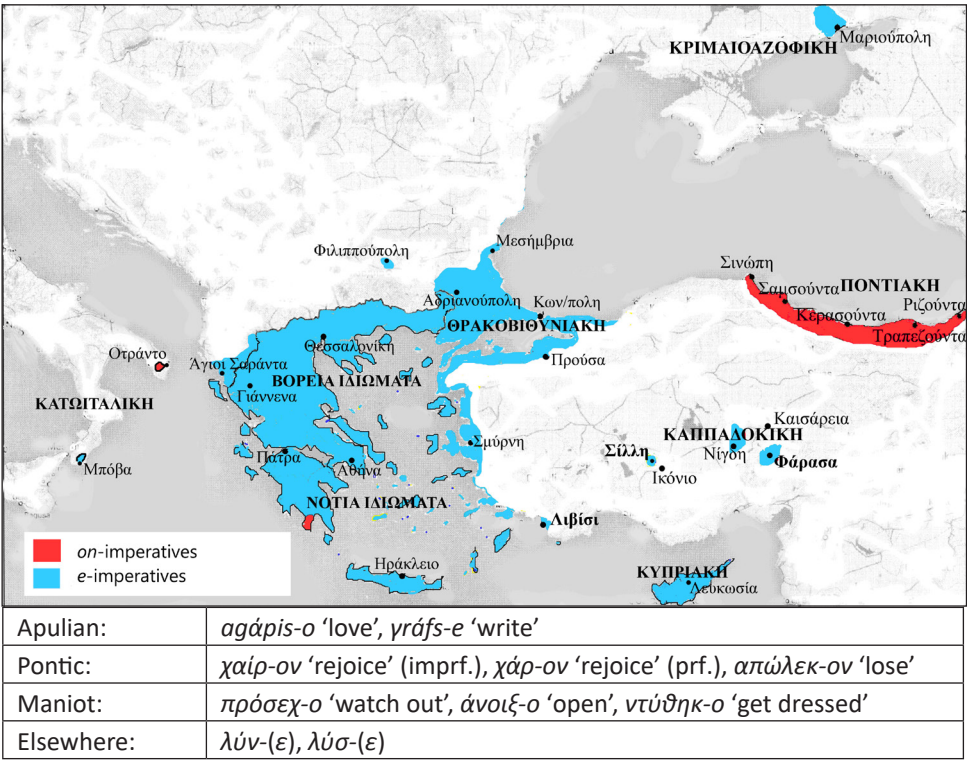 Μαριούπολη
ΚΡΙΜΑΙΟΑΖΟΦΙΚΗ
Μεσήμβρια
Φιλιππούπολη
Σινώπη
Σαμσούντα
ΠΟΝΤΙΑΚΗ
Αδριανούπολη
Κων/πολη
Κερασούντα
Ριζούντα
ΘΡΑΚΟΒΙΘΥΝΙΑΚΗ
Τραπεζούντα
Θεσσαλονίκη
Οτράντο
Άγιοι Σαράντα
Προύσα
ΒΟΡΕΙΑ ΙΔΙΩΜΑΤΑ
Γιάννενα
ΚΑΤΩΙΤΑΛΙΚΗ
Καισάρεια
ΚΑΠΠΑΔΟΚΙΚΗ
Σμύρνη
Σίλλη
Νίγδη
Φάρασα
Πάτρα
Αθήνα
Μπόβα
Ικόνιο
ΝΟΤΙΑ ΙΔΙΩΜΑΤΑ
Λιβίσι
on-imperatives
e-imperatives
Ηράκλειο
ΚΥΠΡΙΑΚΗ
Λευκωσία
Apulian: agápis-o ‘love’, γráfs-e ‘write’
Pontic: χαίρ-ον ‘rejoice’ (imprf.), χάρ-ον ‘rejoice’ (prf.), απώλεκ-ον ‘lose’
Maniot: πρόσεχ-ο ‘watch out’, άνοιξ-ο ‘open’, ντύθηκ-ο ‘get dressed’
Elsewhere: λύν-(ε), λύσ-(ε)